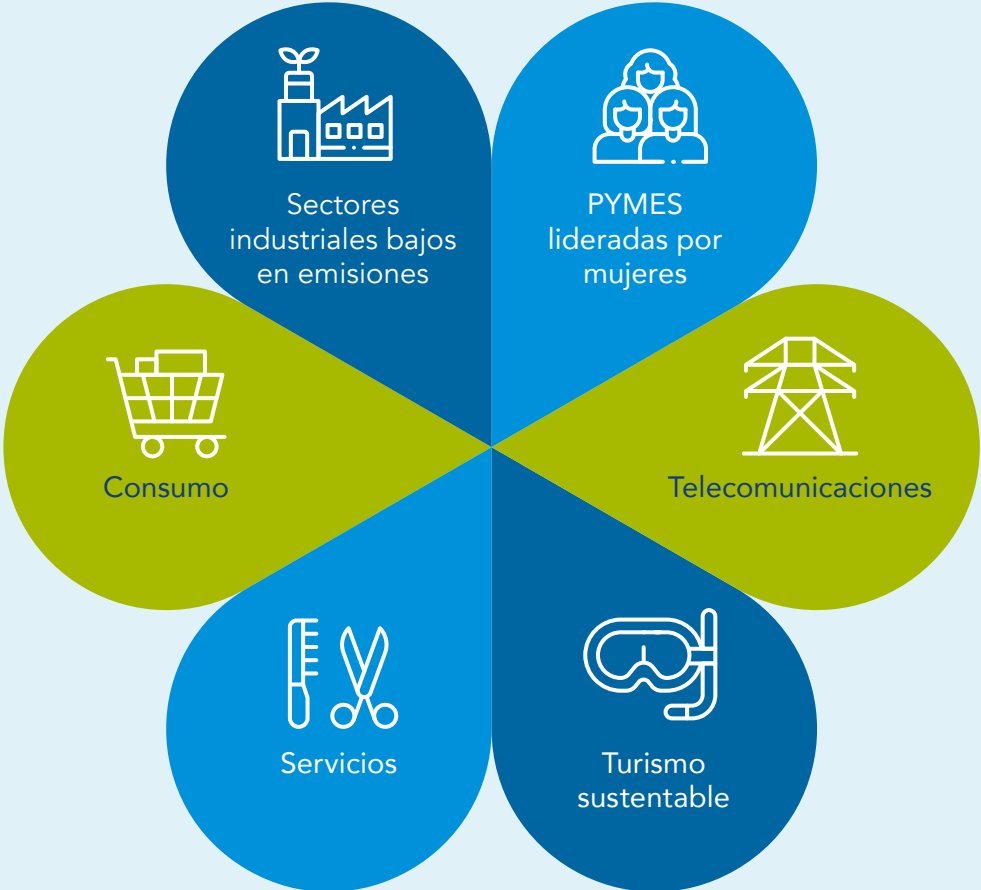 Sectores
industriales bajos
en emisiones
PYMES
lideradas por
mujeres
Consumo
Telecomunicaciones
Servicios
Turismo
sustentable